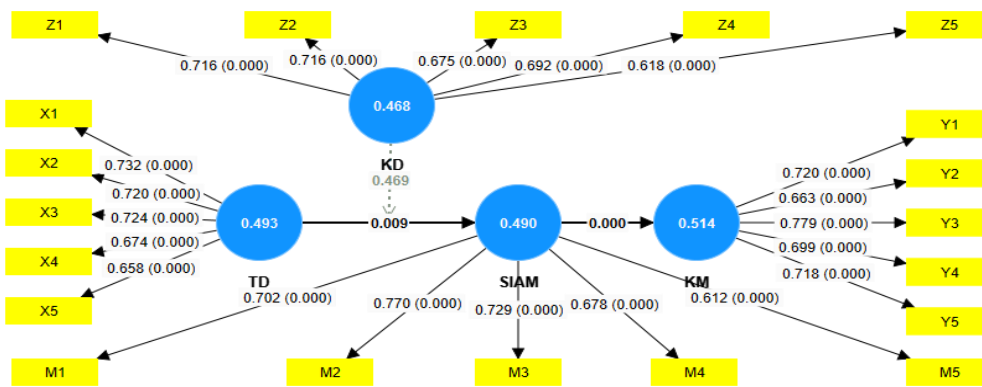 Z1
Z2
Z3
Z4
Z5
0.716 (0.000)
0.716 (0.000)
0.675 (0.000)
0.692 (0.000)
0.618 (0.000)
0.468
KD
0.469
X1
X2
X3
X4
X5
0.732 (0.000)
0.720 (0.000)
0.724 (0.000)
0.674 (0.000)
0.658 (0.000)
0.493
TD
0.009
0.490
SIAM
0.000
0.514
KM
0.720 (0.000)
0.663 (0.000)
0.779 (0.000)
0.699 (0.000)
0.718 (0.000)
Y1
Y2
Y3
Y4
Y5
0.702 (0.000)
0.770 (0.000)
0.729 (0.000)
0.678 (0.000)
0.612 (0.000)
M1
M2
M3
M4
M5